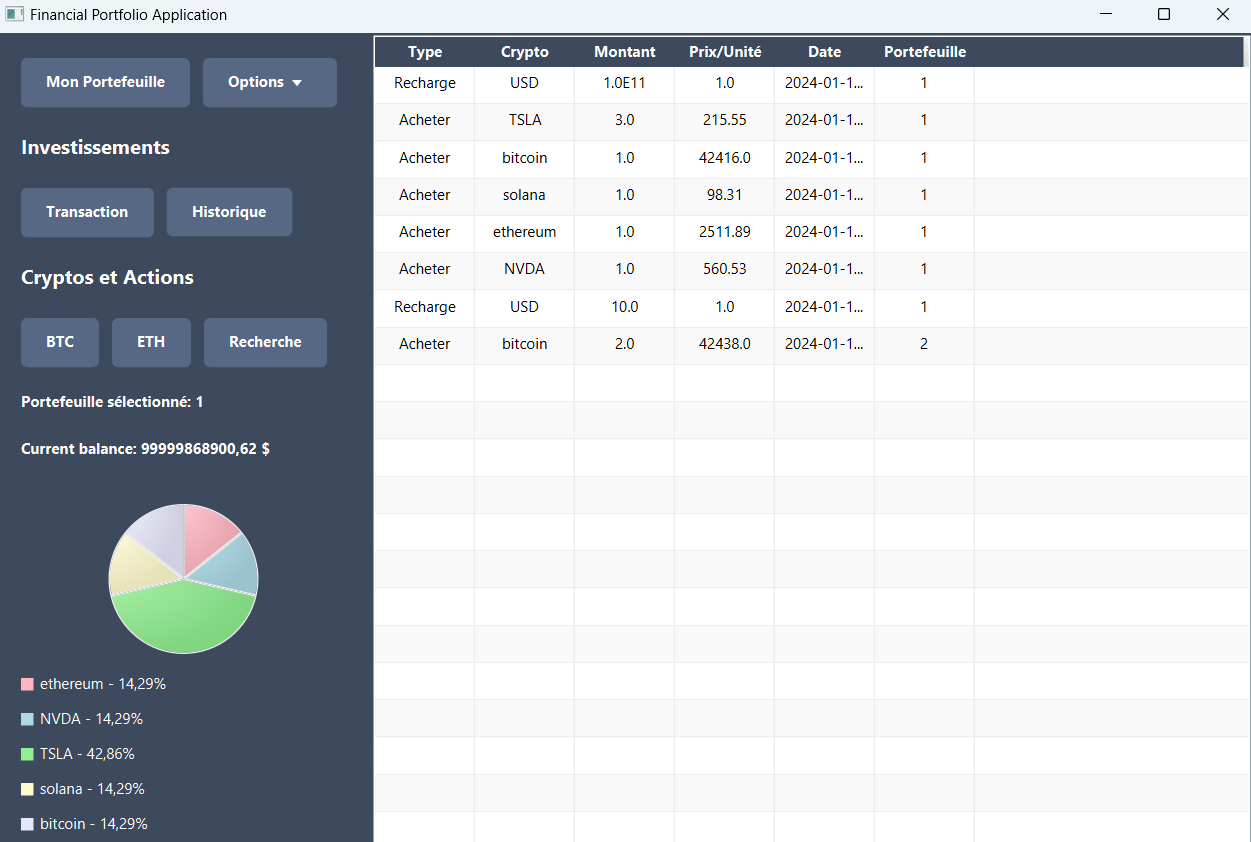 Financial Portfolio Application
Mon Portefeuille Options
Investissements
Transaction Historique
Cryptos et Actions
BTC ETH Recherche
Portefeuille sélectionné: 1
Current balance: 99999868900,62 $
ethereum - 14,29%
NVDA - 14,29%
TSLA - 42,86%
solana - 14,29%
bitcoin - 14,29%
Type Crypto Montant Prix/Unité Date Portefeuille
Recharge USD 1.0E11 1.0 2024-01-1... 1
Acheter TSLA 3.0 215.55 2024-01-1... 1
Acheter bitcoin 1.0 42416.0 2024-01-1... 1
Acheter solana 1.0 98.31 2024-01-1... 1
Acheter ethereum 1.0 2511.89 2024-01-1... 1
Acheter NVDA 1.0 560.53 2024-01-1... 1
Recharge USD 10.0 1.0 2024-01-1... 1
Acheter bitcoin 2.0 42438.0 2024-01-1... 2